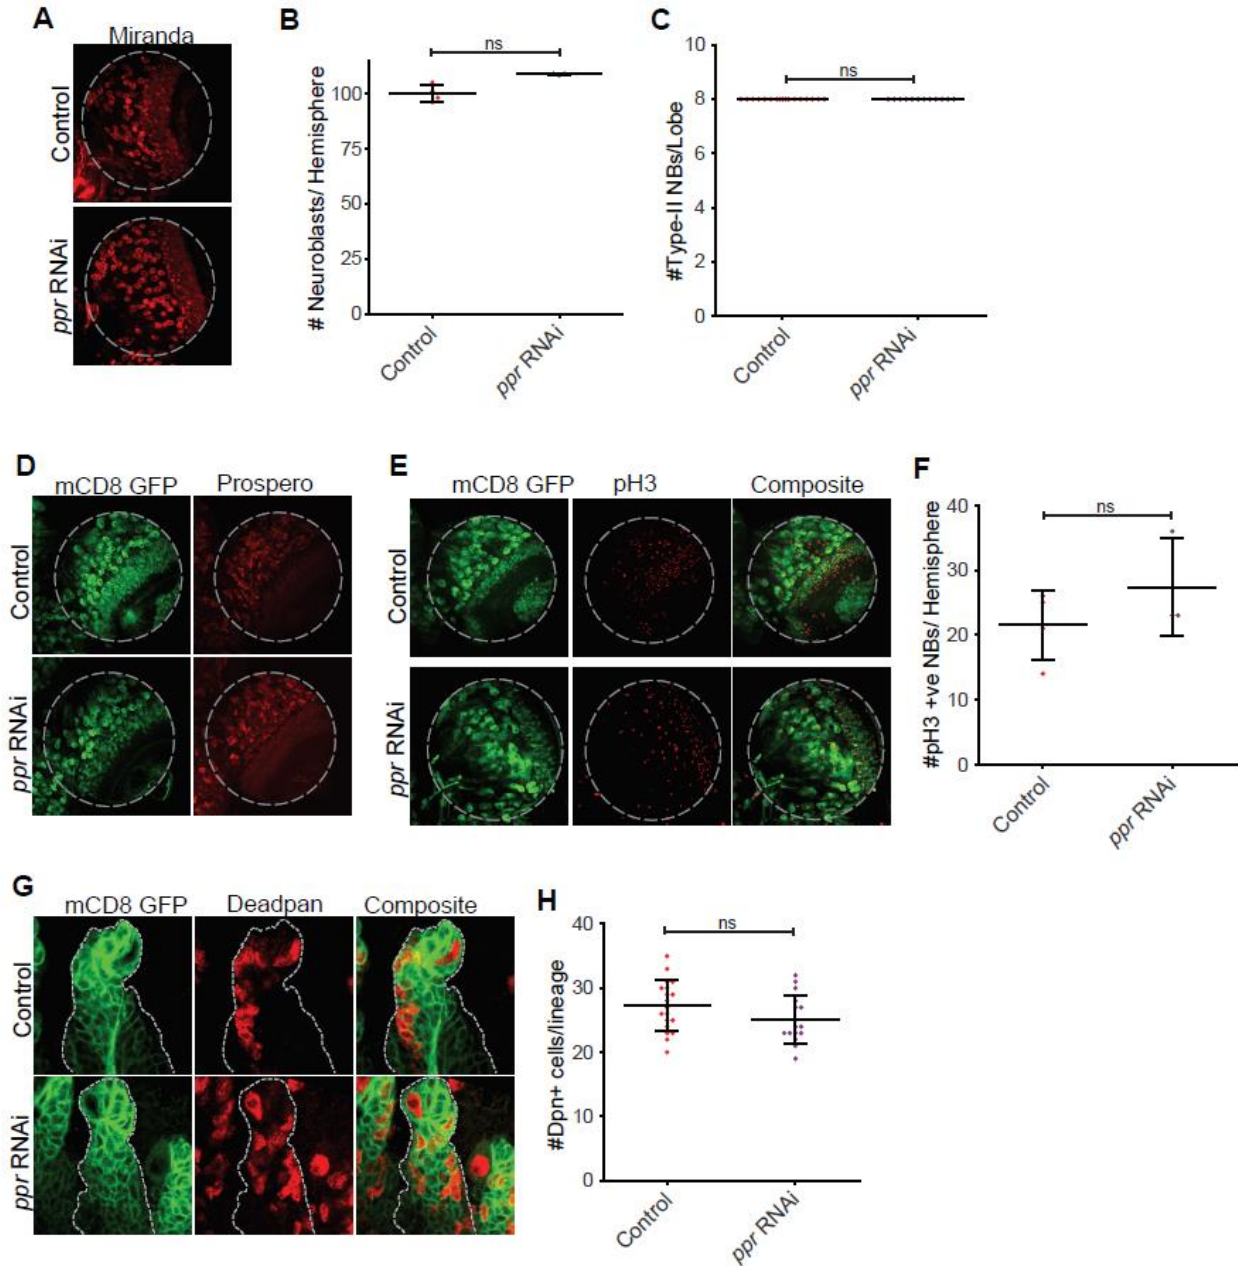 A
Miranda
Control
ppr RNAi
B
ns
# Neuroblasts/ Hemisphere
100
75
50
25
0
Control
ppr RNAi
C
ns
#Type-II NBs/Lobe
10
8
6
4
2
0
Control
ppr RNAi
D
mCD8 GFP Prospero
Control
ppr RNAi
E
mCD8 GFP pH3 Composite
Control
ppr RNAi
F
ns
#pH3 +ve NBs/ Hemisphere
40
30
20
10
0
Control
ppr RNAi
G
mCD8 GFP Deadpan Composite
Control
ppr RNAi
H
ns
#Dpn+ cells/lineage
40
30
20
10
0
Control
ppr RNAi